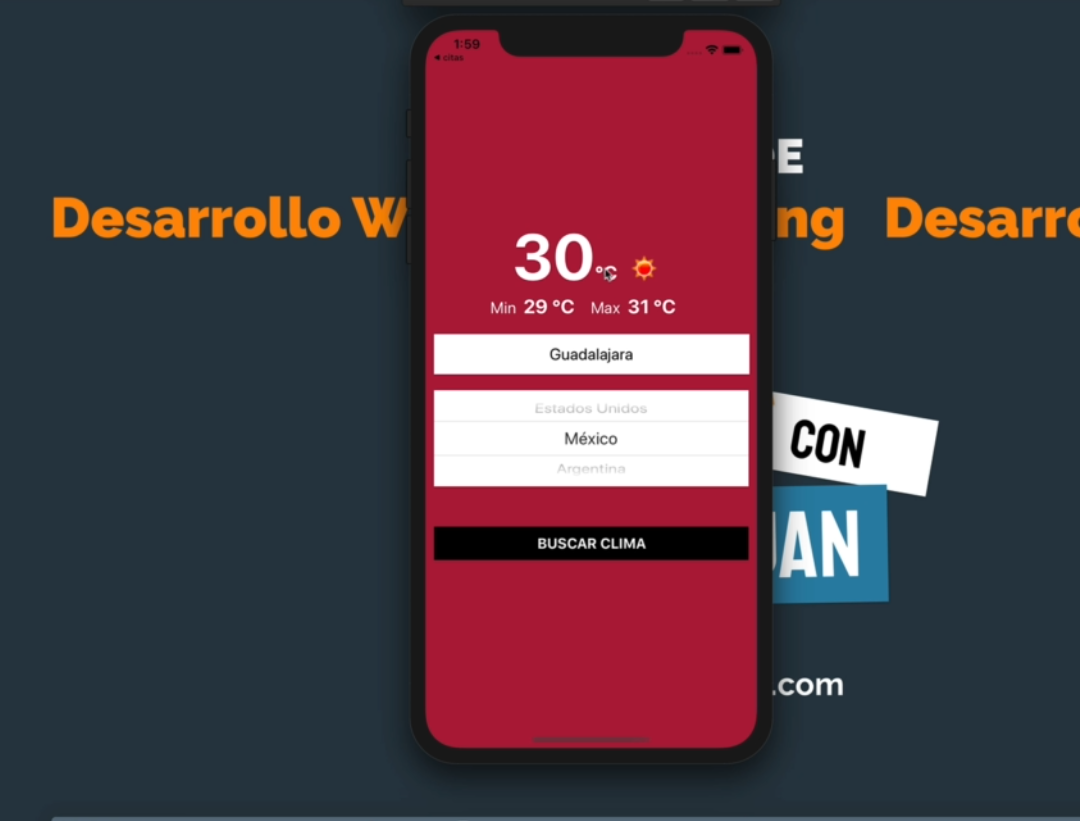 1:59
◀ citas
E
Desarrollo W
ng Desarro
30 °C
Min 29 °C Max 31 °C
Guadalajara
Estados Unidos
México
Argentina
CON
UAN
BUSCAR CLIMA
.com